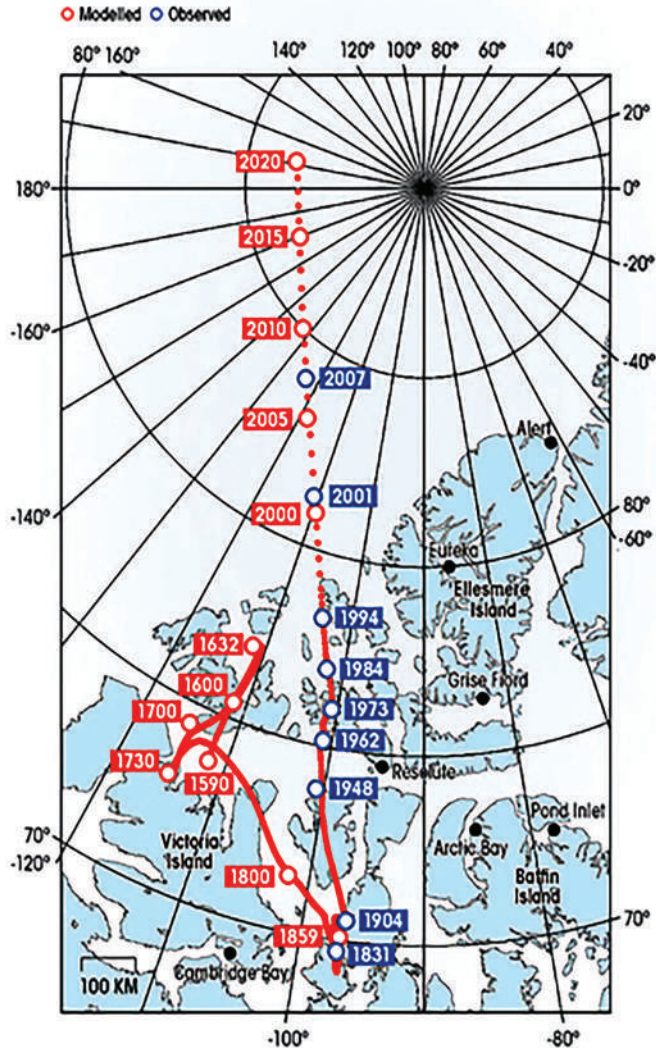 Modelled Observed
80° 160° 140° 120° 100° 80° 60° 40°
20°
2020
180° 0°
2015
-20°
2010
-160°
-40°
2007
2005
Alert
2001
80°
-140° 2000
-60°
Eureka
Ellesmere
Island
1994
1632
1984
1600 Grise Fiord
1973
1700
1962
1730 Resolute
1590
1948
Pond Inlet
70° Victoria
Island
Arctic Bay
-120°
Baffin
Island
1800
70°
1904
1859
1831
Cambridge Bay
100 KM
-100° -80°